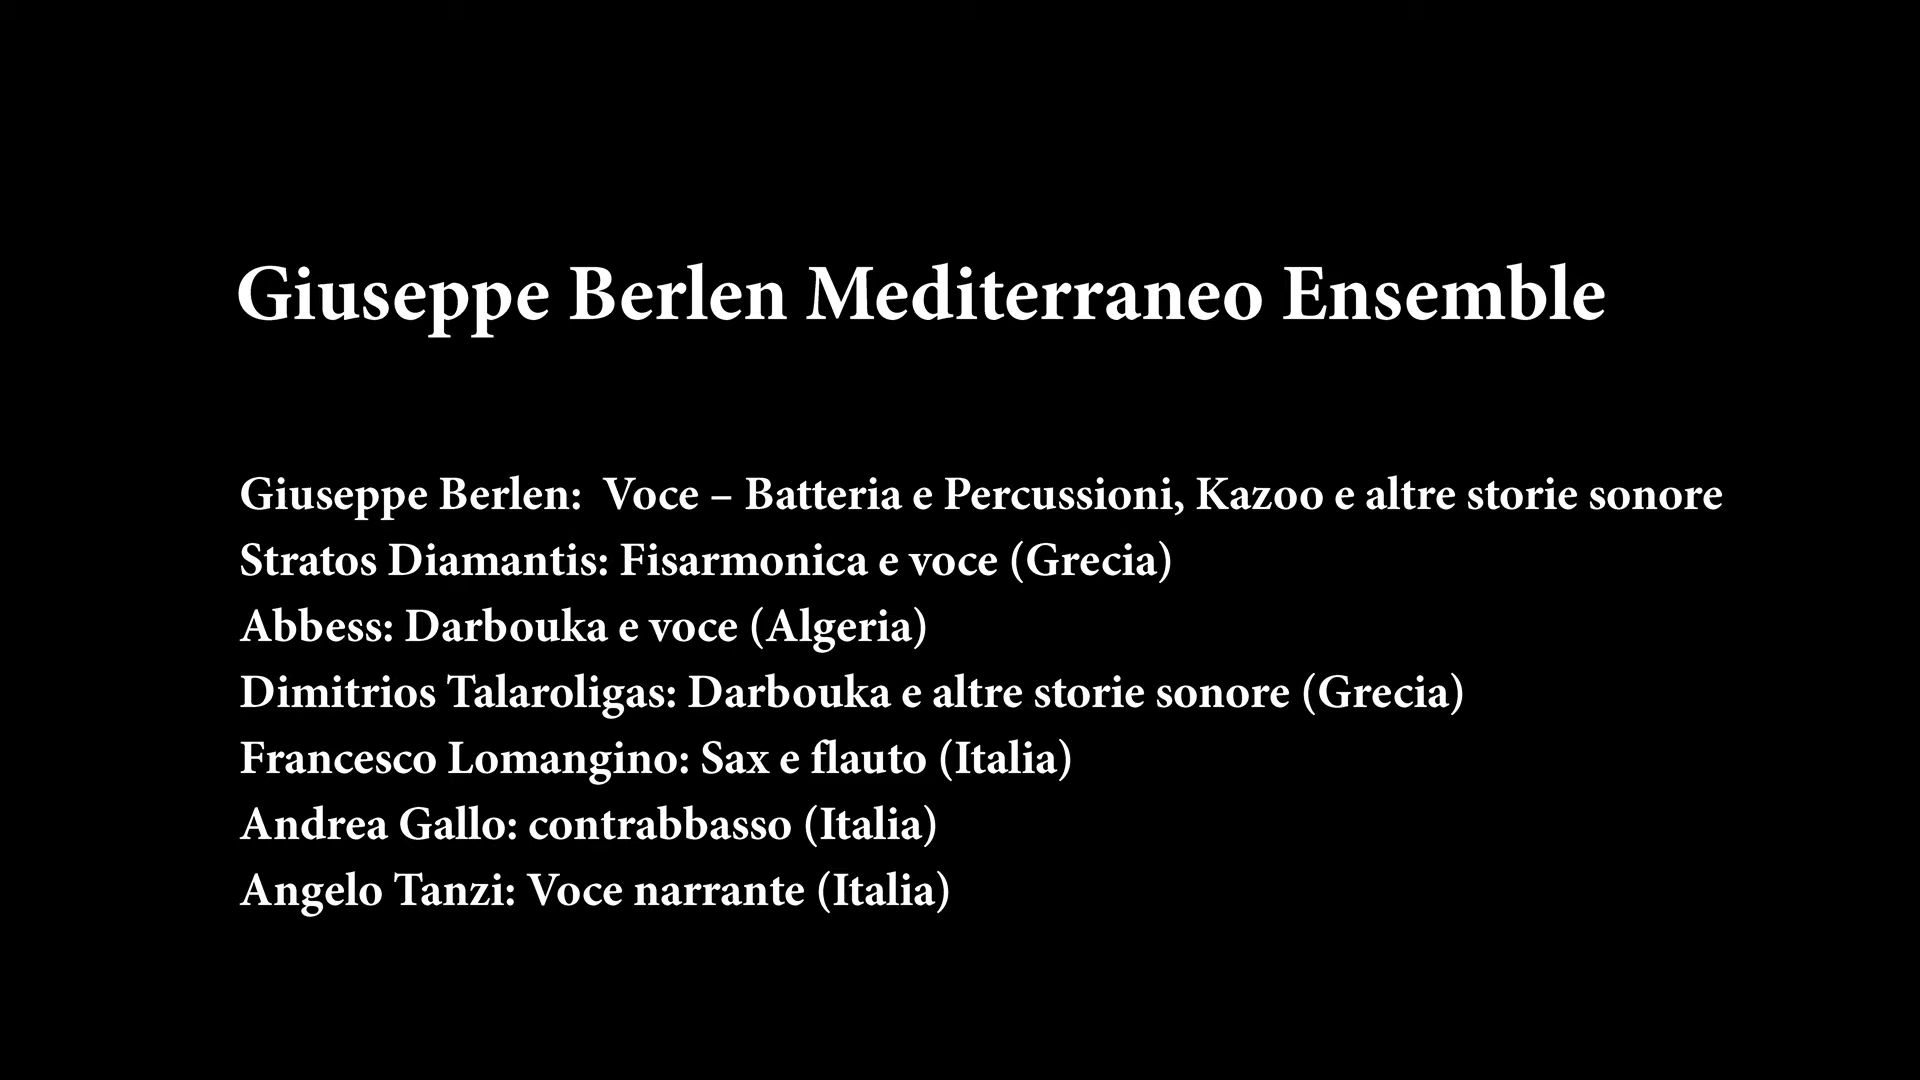 Giuseppe Berlen Mediterraneo Ensemble
Giuseppe Berlen:  Voce – Batteria e Percussioni, Kazoo e altre storie sonore
Stratos Diamantis: Fisarmonica e voce (Grecia)
Abbess: Darbouka e voce (Algeria)
Dimitrios Talaroligas: Darbouka e altre storie sonore (Grecia)
Francesco Lomangino: Sax e flauto (Italia)
Andrea Gallo: contrabbasso (Italia)
Angelo Tanzi: Voce narrante (Italia)